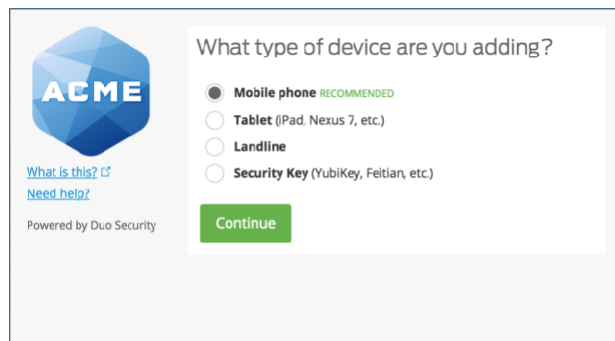 ACME
What is this?
Need help?
Powered by Duo Security
What type of device are you adding?
Mobile phone RECOMMENDED
Tablet (iPad. Nexus 7, etc.)
Landline
Security Key (YubiKey, Feitian, etc.)
Continue